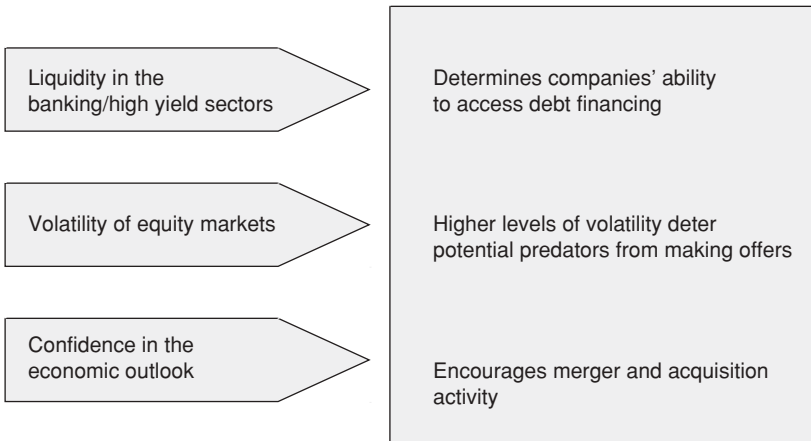 Liquidity in the
banking/high yield sectors
Determines companies’ ability
to access debt financing
Volatility of equity markets
Higher levels of volatility deter
potential predators from making offers
Confidence in the
economic outlook
Encourages merger and acquisition
activity